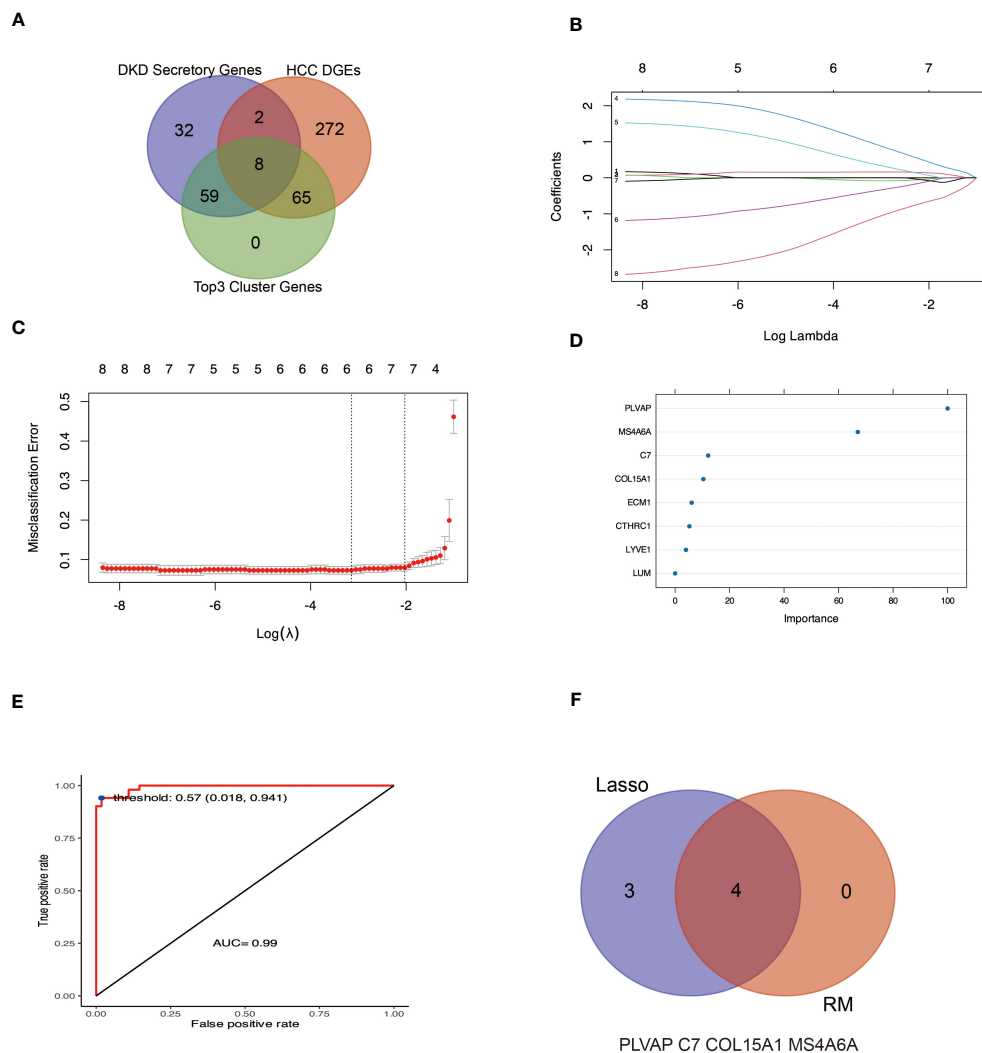 A
DKD Secretory Genes HCC DGEs
32 2 272
8
59 65
0
Top3 Cluster Genes
B
8 5 6 7
2
1
0
-1
-2
Coefficients
4
5
6
7
8
-8 -6 -4 -2
Log Lambda
C
8 8 8 7 7 5 5 5 6 6 6 6 7 7 4
0.5
0.4
0.3
0.2
0.1
Misclassification Error
-8 -6 -4 -2
Log(λ)
D
PLVAP
MS4A6A
C7
COL15A1
ECM1
CTHRC1
LYVE1
LUM
0 20 40 60 80 100
Importance
E
1.00
0.75
0.50
0.25
0.00
True positive rate
threshold: 0.57 (0.018, 0.941)
AUC= 0.99
0.00 0.25 0.50 0.75 1.00
False positive rate
F
Lasso
3 4 0
RM
PLVAP C7 COL15A1 MS4A6A